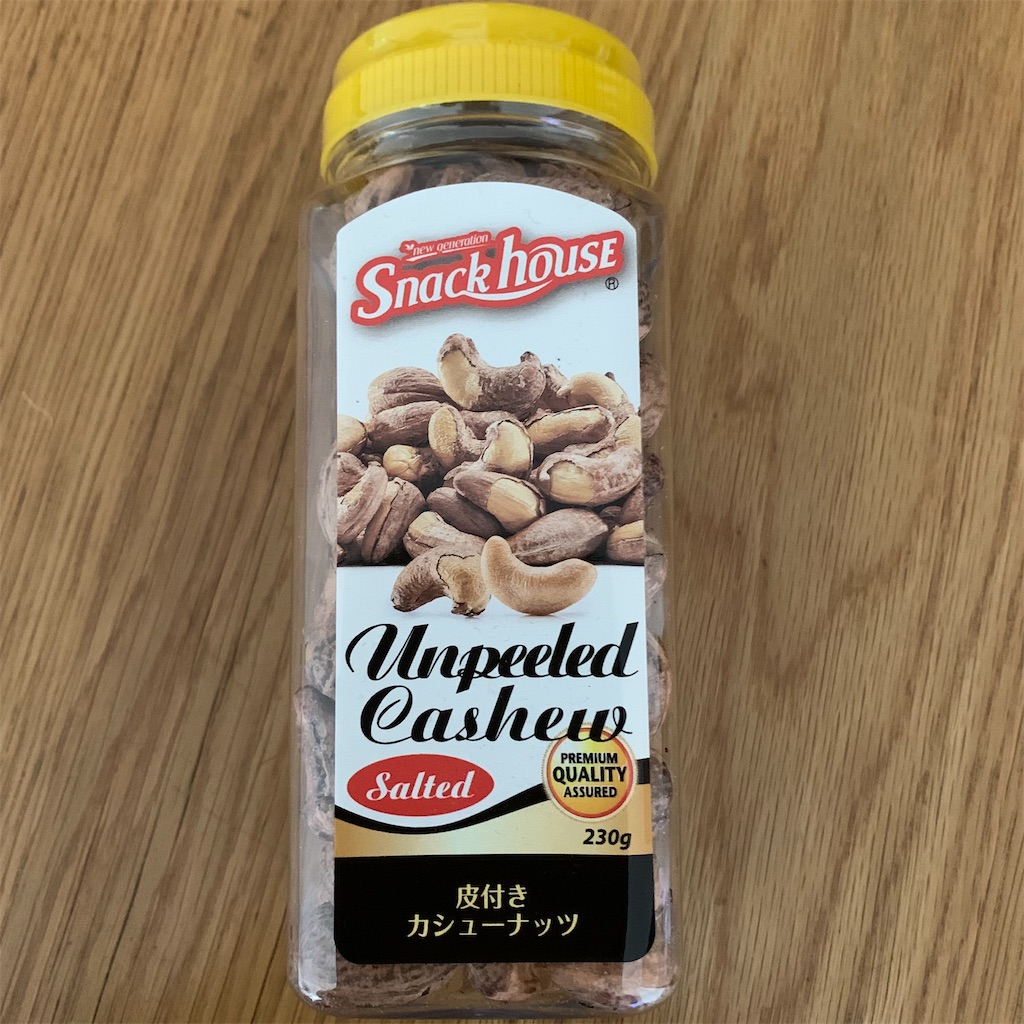 new generation
Snack house
®
Unpeeled
Cashew
Salted
PREMIUM
QUALITY
ASSURED
230g
皮付き
カシューナッツ